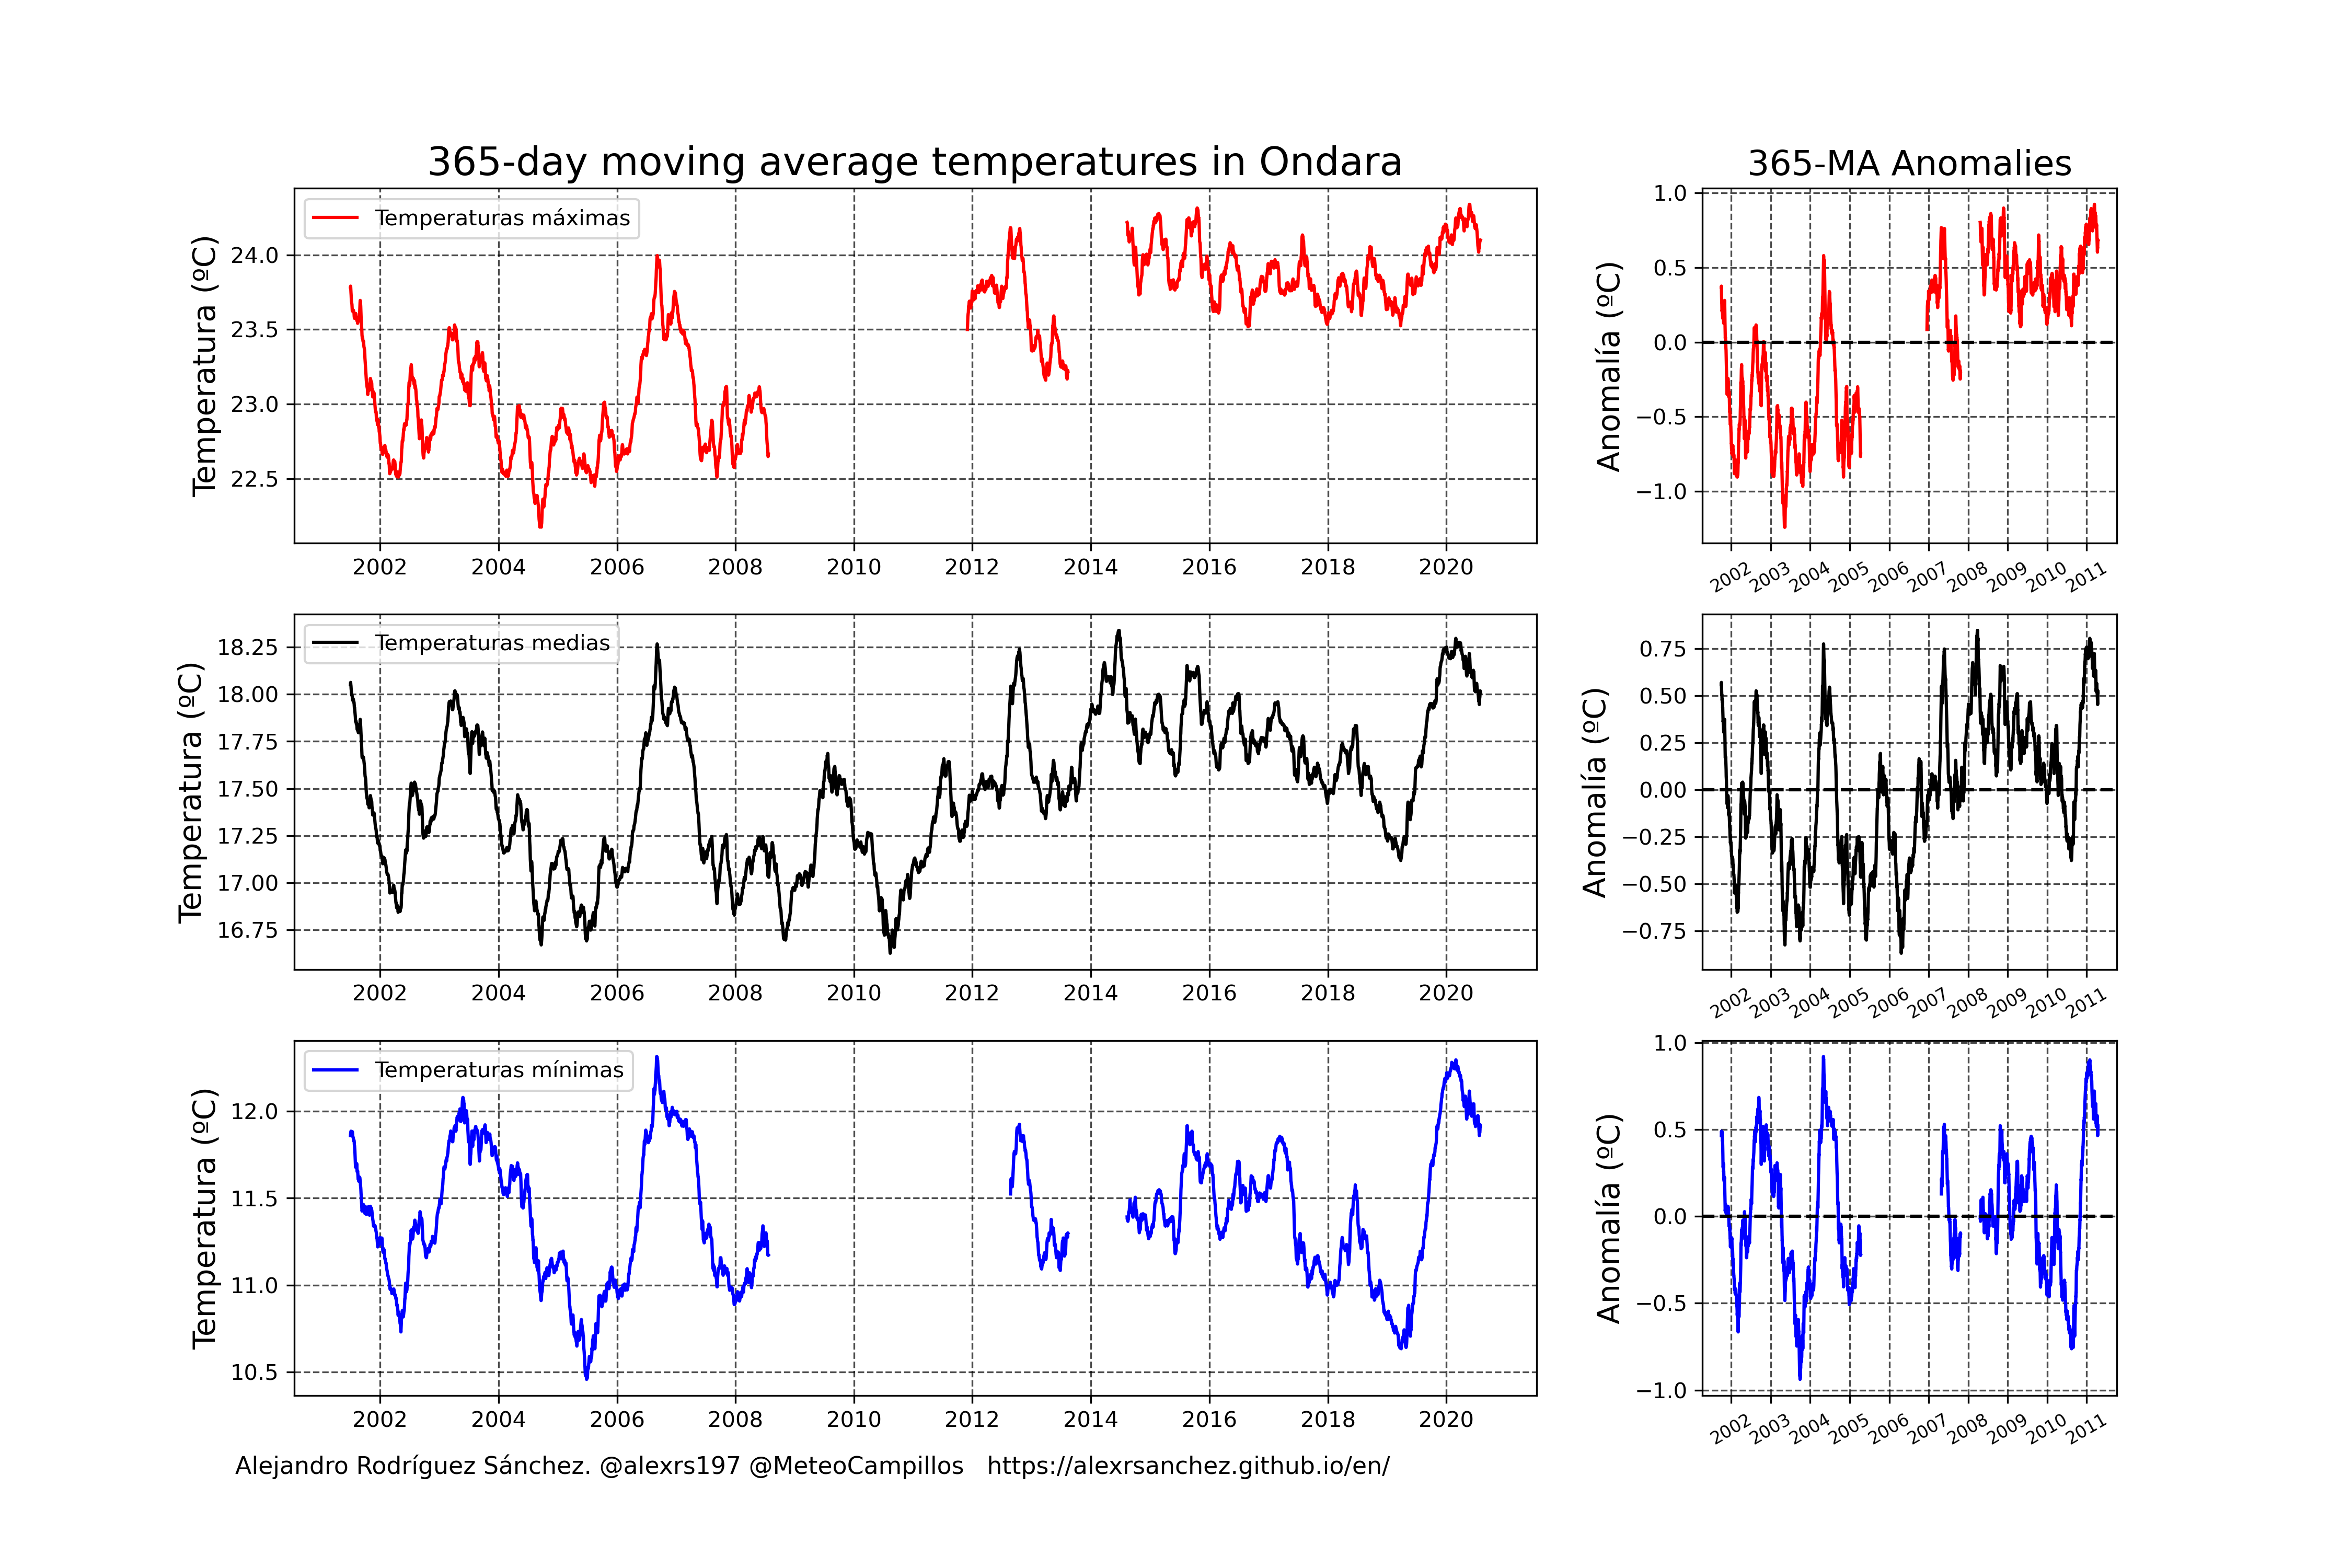 365-day moving average temperatures in Ondara
365-MA Anomalies
Temperatura (ºC)
24.0
23.5
23.0
22.5
Temperaturas máximas
2002 2004 2006 2008 2010 2012 2014 2016 2018 2020
Anomalía (ºC)
1.0
0.5
0.0
−0.5
−1.0
2002 2003 2004 2005 2006 2007 2008 2009 2010 2011
Temperatura (ºC)
18.25
18.00
17.75
17.50
17.25
17.00
16.75
Temperaturas medias
2002 2004 2006 2008 2010 2012 2014 2016 2018 2020
Anomalía (ºC)
0.75
0.50
0.25
0.00
−0.25
−0.50
−0.75
2002 2003 2004 2005 2006 2007 2008 2009 2010 2011
Temperatura (ºC)
12.0
11.5
11.0
10.5
Temperaturas mínimas
2002 2004 2006 2008 2010 2012 2014 2016 2018 2020
Anomalía (ºC)
1.0
0.5
0.0
−0.5
−1.0
2002 2003 2004 2005 2006 2007 2008 2009 2010 2011
Alejandro Rodríguez Sánchez. @alexrs197 @MeteoCampillos https://alexrsanchez.github.io/en/